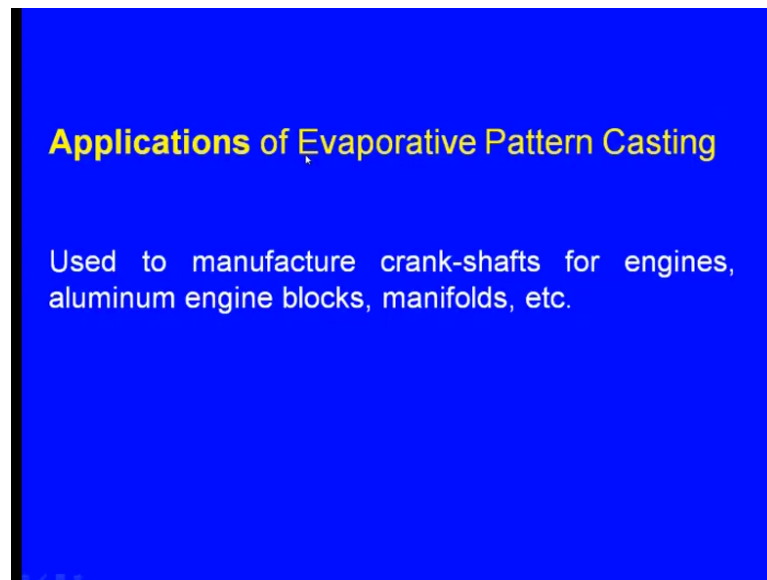 Applications of Evaporative Pattern Casting
Used to manufacture crank-shafts for engines,
aluminum engine blocks, manifolds, etc.